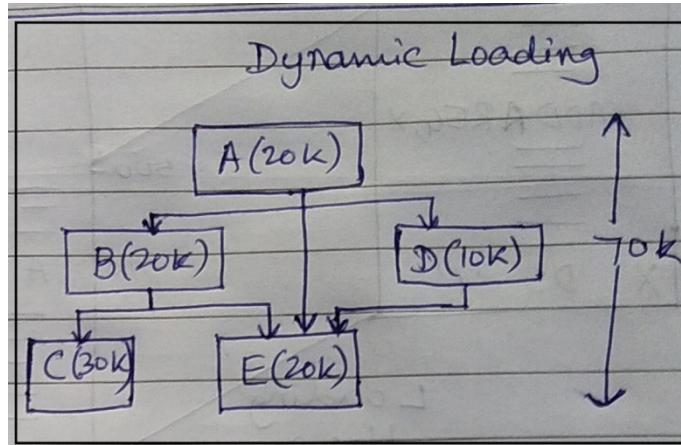 Dynamic Loading
A(20K)
B(20K)
D(10K)
70K
C(30K)
E(20K)